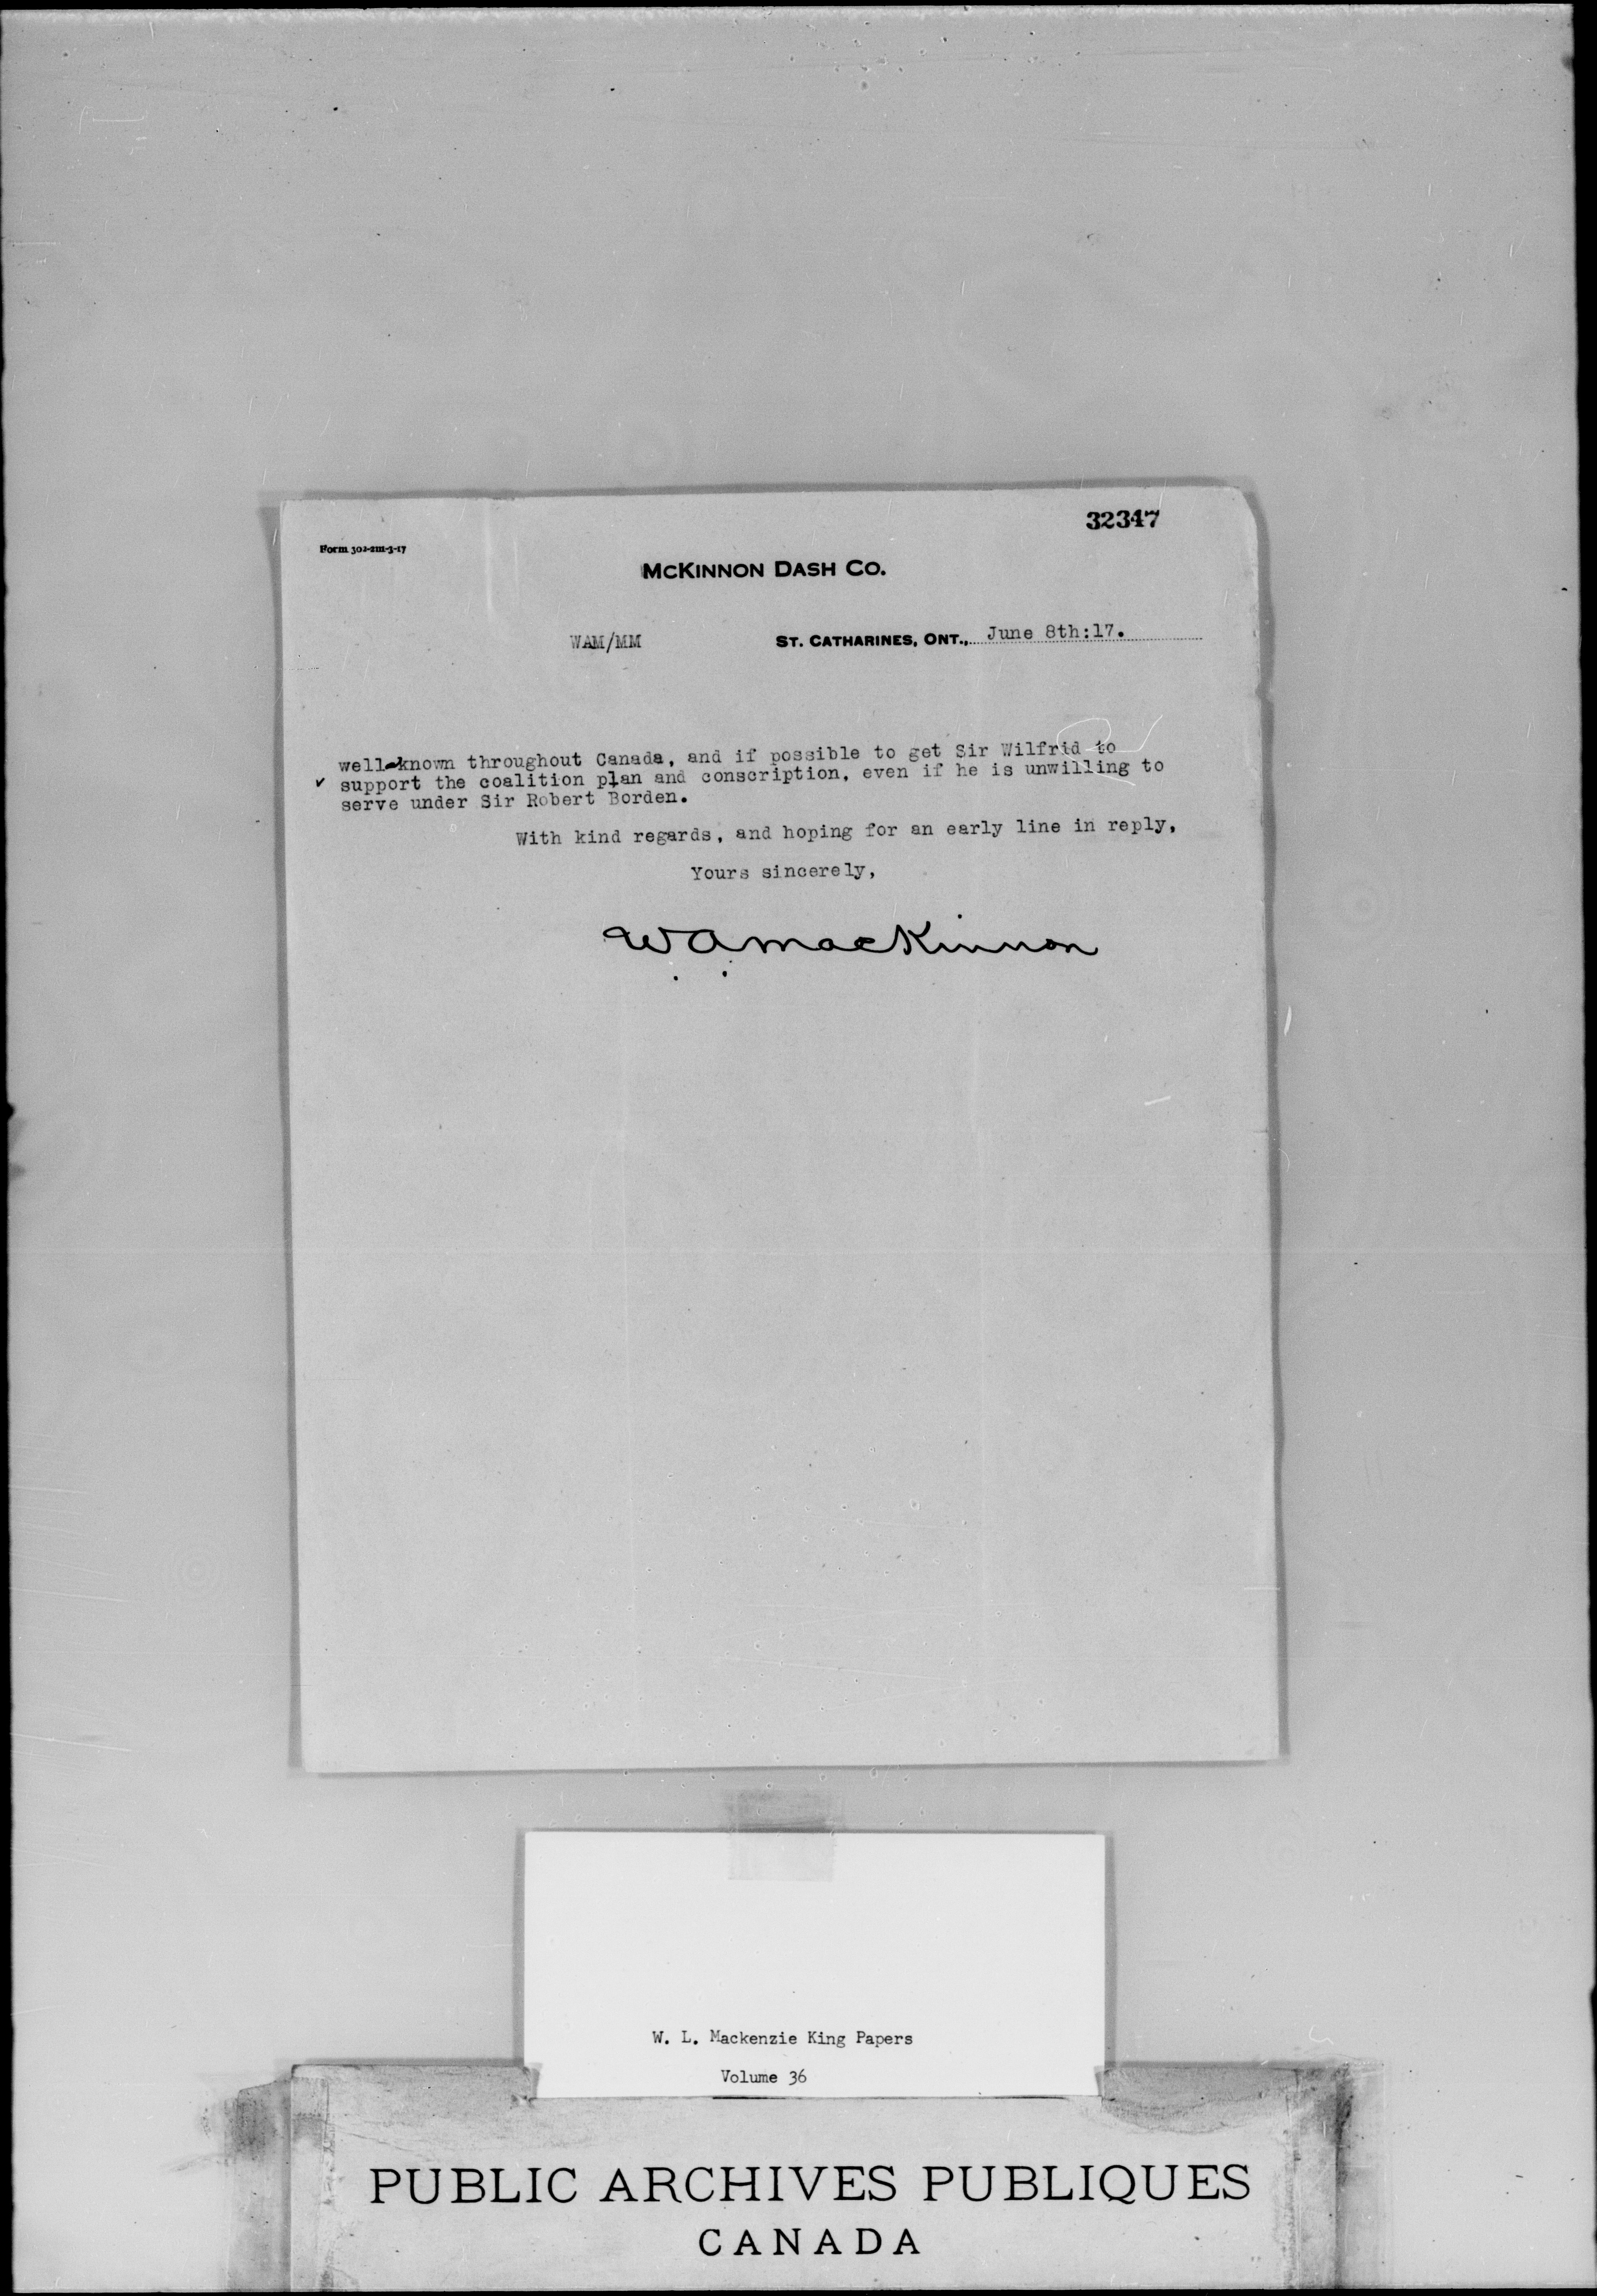 32347
Form 302-2m-3-17
McKINNON DASH CO.
WAM/MM ST. CATHARINES, ONT., June 8th:17.
well-known throughout Canada, and if possible to get Sir Wilfrid to
✓ support the coalition plan and conscription, even if he is unwilling to
serve under Sir Robert Borden.
With kind regards, and hoping for an early line in reply,
Yours sincerely,
W A MacKinnon
W. L. Mackenzie King Papers
Volume 36
PUBLIC ARCHIVES PUBLIQUES
CANADA